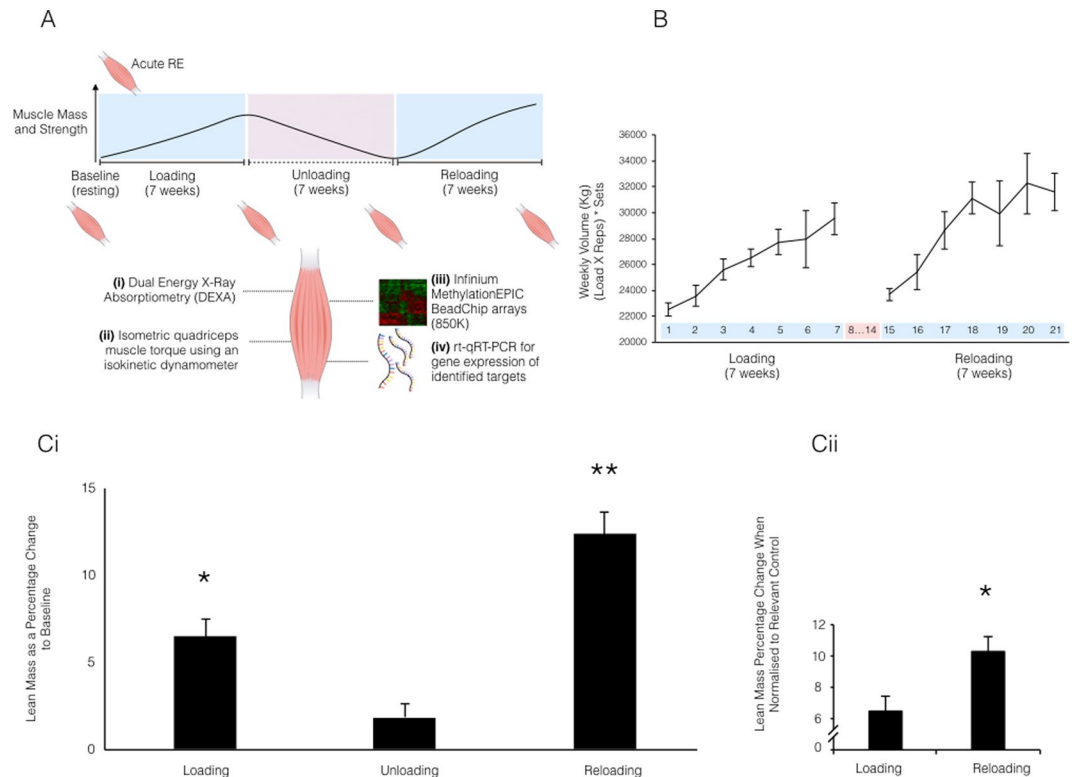 A
Acute RE
Muscle Mass
and Strength
Baseline
(resting)
Loading
(7 weeks)
Unloading
(7 weeks)
Reloading
(7 weeks)
(i) Dual Energy X-Ray
Absorptiometry (DEXA)
(ii) Isometric quadriceps
muscle torque using an
isokinetic dynamometer
(iii) Infinium
MethylationEPIC
BeadChip arrays
(850K)
(iv) rt-qRT-PCR for
gene expression of
identified targets
B
Weekly Volume (Kg)
(Load X Reps) * Sets
36000
34000
32000
30000
28000
26000
24000
22000
20000
1 2 3 4 5 6 7 8...14 15 16 17 18 19 20 21
Loading
(7 weeks)
Reloading
(7 weeks)
Ci
Lean Mass as a Percentage Change
to Baseline
15
10
5
0
*
**
Loading Unloading Reloading
Cii
Lean Mass Percentage Change When
Normalised to Relevant Control
12
10
8
6
0
*
Loading Reloading